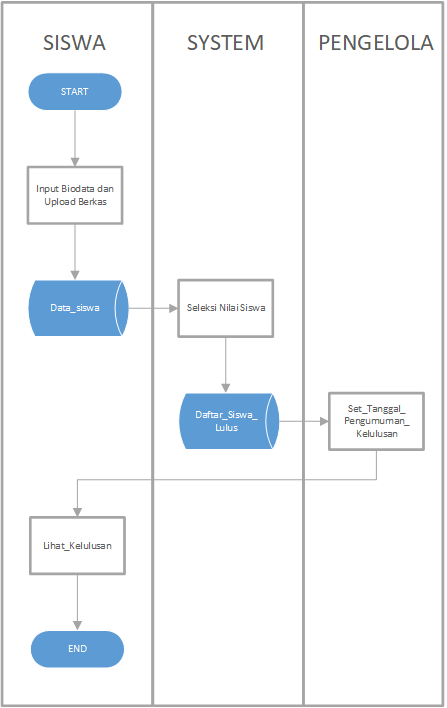 SISWA
SYSTEM
PENGELOLA
START
Input Biodata dan
Upload Berkas
Data_siswa
Seleksi Nilai Siswa
Daftar_Siswa_
Lulus
Set_Tanggal_
Pengumuman_
Kelulusan
Lihat_Kelulusan
END